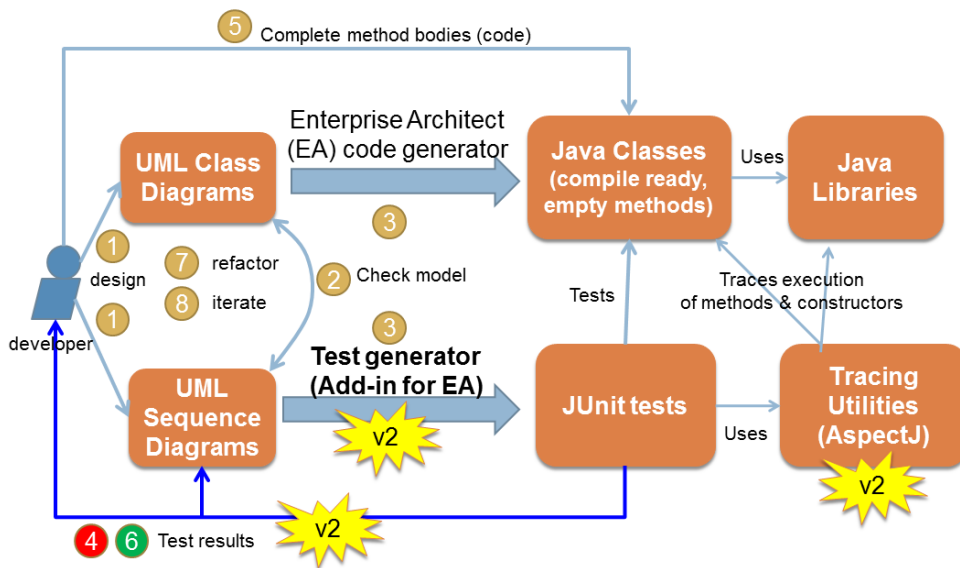 5
Complete method bodies (code)
Enterprise Architect
(EA) code generator
UML Class
Diagrams
Java Classes
(compile ready,
empty methods)
Uses
Java
Libraries
3
1
design
7
refactor
2
Check model
8
iterate
1
developer
Tests
Traces execution
of methods & constructors
3
Test generator
(Add-in for EA)
UML
Sequence
Diagrams
v2
JUnit tests
Uses
Tracing
Utilities
(AspectJ)
v2
4
6
Test results
v2